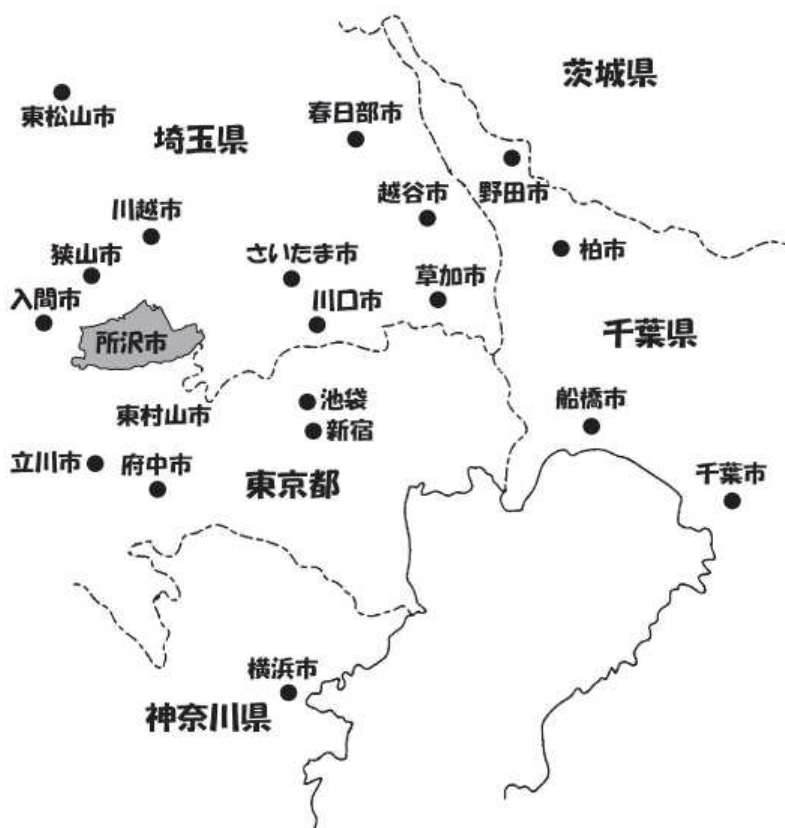 茨城県
東松山市
埼玉県
春日部市
越谷市
野田市
川越市
狭山市
さいたま市
柏市
入間市
川口市
草加市
所沢市
千葉県
東村山市
池袋
船橋市
新宿
立川市
府中市
東京都
千葉市
横浜市
神奈川県